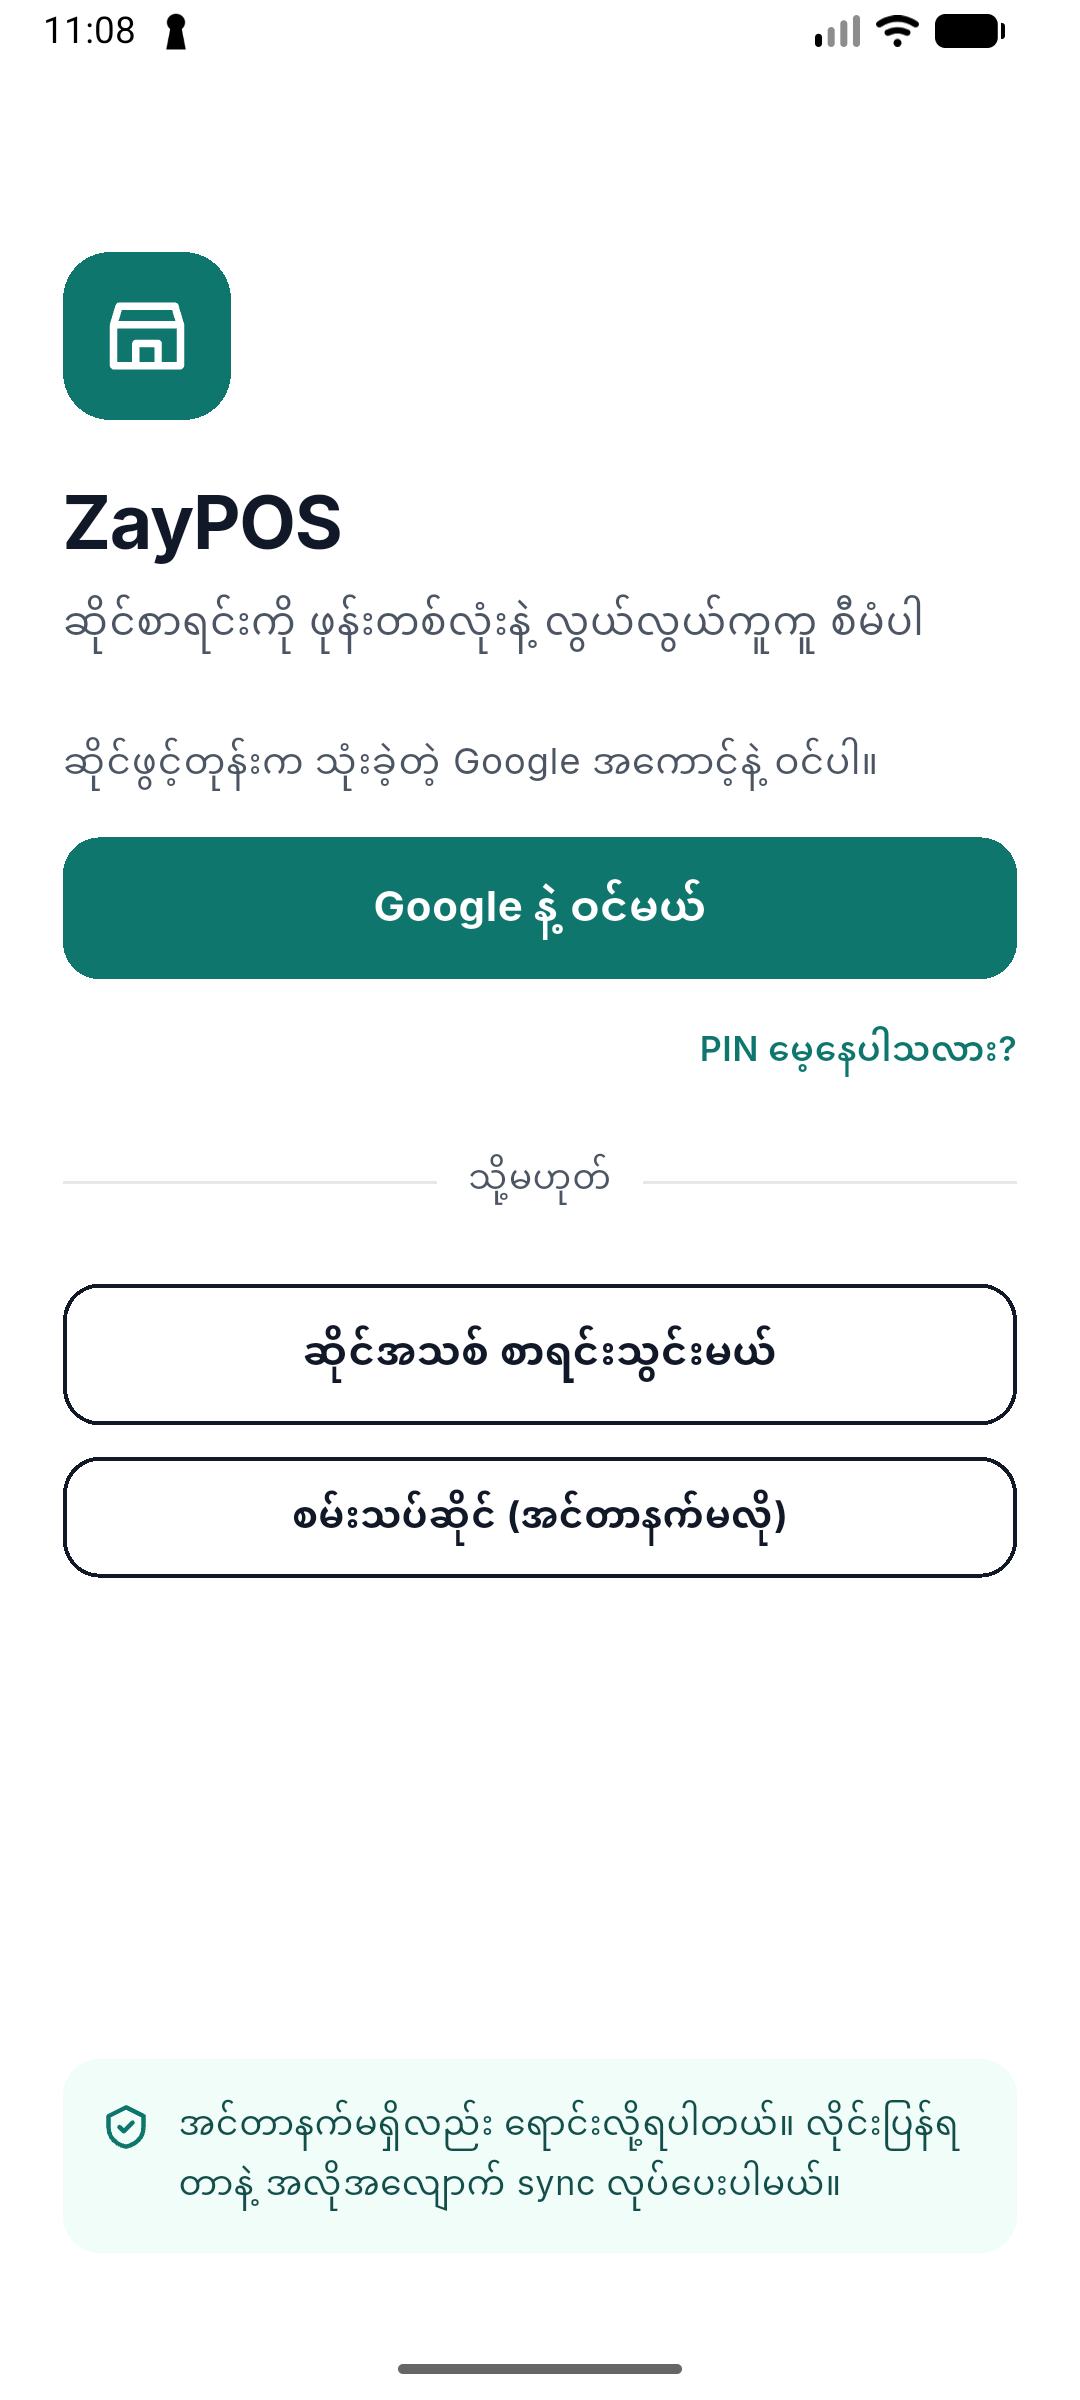 11:08
ZayPOS
ဆိုင်စာရင်းကို ဖုန်းတစ်လုံးနဲ့ လွယ်လွယ်ကူကူ စီမံပါ
ဆိုင်ဖွင့်တုန်းက သုံးခဲ့တဲ့ Google အကောင့်နဲ့ ဝင်ပါ။
Google နဲ့ ဝင်မယ်
PIN မေ့နေပါသလား?
သို့မဟုတ်
ဆိုင်အသစ် စာရင်းသွင်းမယ်
စမ်းသပ်ဆိုင် (အင်တာနက်မလို)
အင်တာနက်မရှိလည်း ရောင်းလို့ရပါတယ်။ လိုင်းပြန်ရ
တာနဲ့ အလိုအလျောက် sync လုပ်ပေးပါမယ်။